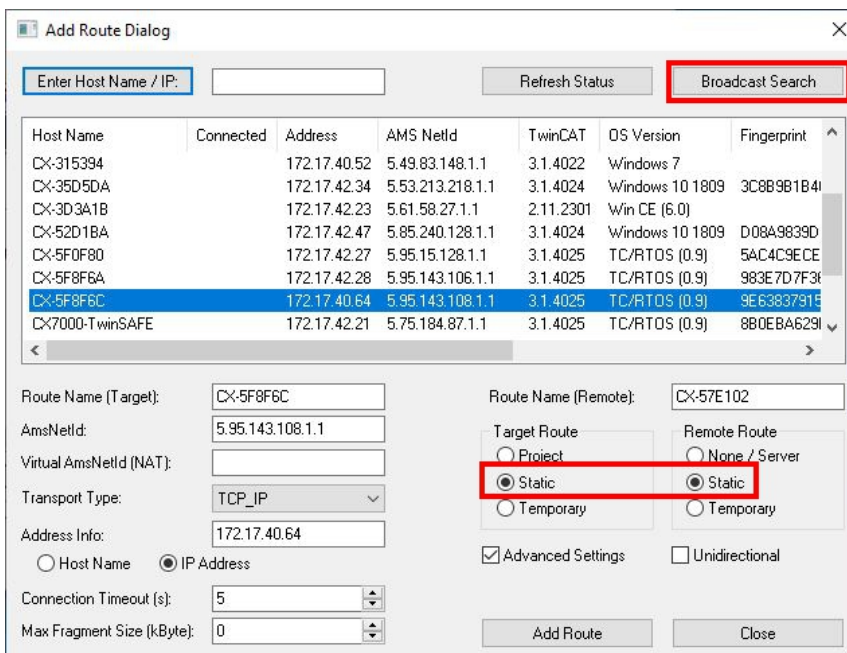 Add Route Dialog
Enter Host Name / IP:
Refresh Status
Broadcast Search
Host Name Connected Address AMS NetId TwinCAT OS Version Fingerprint
CX-315394 172.17.40.52 5.49.83.148.1.1 3.1.4022 Windows 7
CX-35D5DA 172.17.42.34 5.53.213.218.1.1 3.1.4024 Windows 10 1809 3C8B9B1B4
CX-3D3A1B 172.17.42.23 5.61.58.27.1.1 2.11.2301 Win CE (6.0)
CX-52D1BA 172.17.42.47 5.85.240.128.1.1 3.1.4024 Windows 10 1809 D08A9839D
CX-5F0F80 172.17.42.27 5.95.15.128.1.1 3.1.4025 TC/RTOS (0.9) 5AC4C9ECE
CX-5F8F6A 172.17.42.28 5.95.143.106.1.1 3.1.4025 TC/RTOS (0.9) 983E7D7F3
CX-5F8F6C 172.17.40.64 5.95.143.108.1.1 3.1.4025 TC/RTOS (0.9) 9E63837915
CX7000-TwinSAFE 172.17.42.21 5.75.184.87.1.1 3.1.4025 TC/RTOS (0.9) 8B0EBA629
Route Name (Target): CX-5F8F6C
Route Name (Remote): CX-57E102
AmsNetId: 5.95.143.108.1.1
Target Route
Remote Route
Virtual AmsNetId (NAT):
Project
None / Server
Transport Type: TCP_IP
Static
Static
Temporary
Temporary
Address Info: 172.17.40.64
Host Name
IP Address
Advanced Settings
Unidirectional
Connection Timeout (s): 5
Max Fragment Size (kByte): 0
Add Route
Close